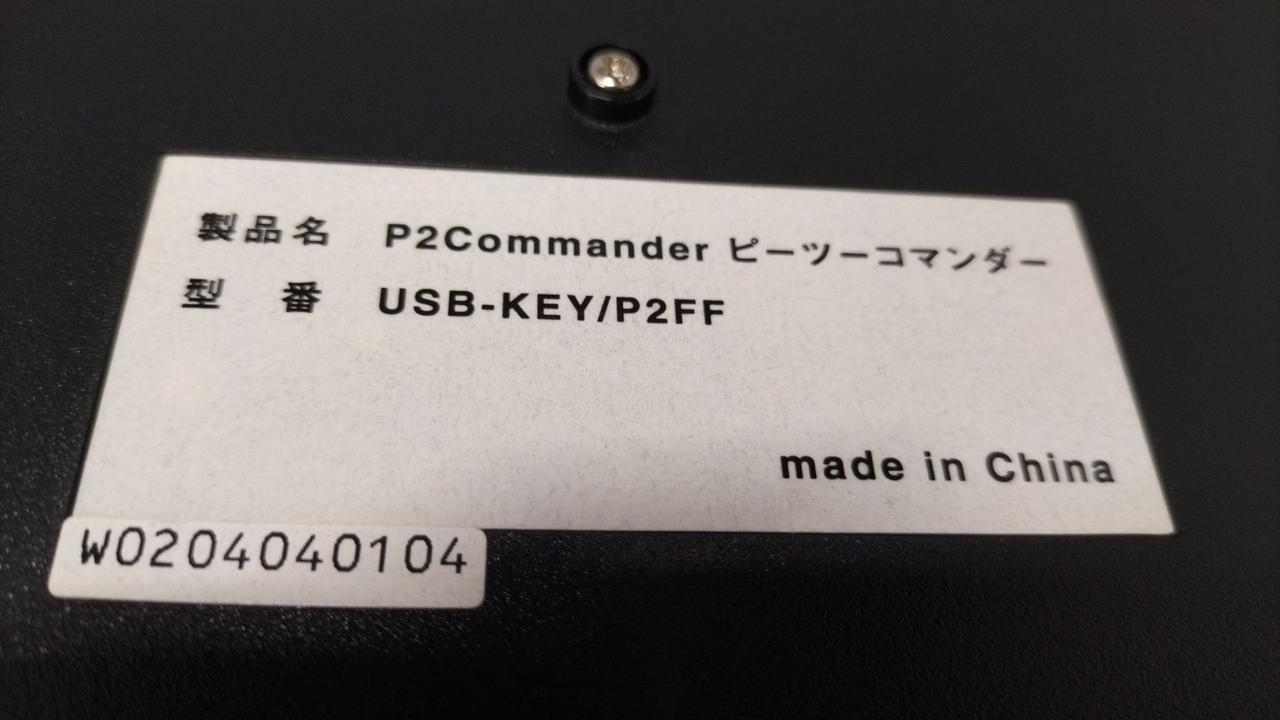 製品名 P2Commander ピーツーコマンダー
型 番 USB-KEY/P2FF
made in China
W0204040104